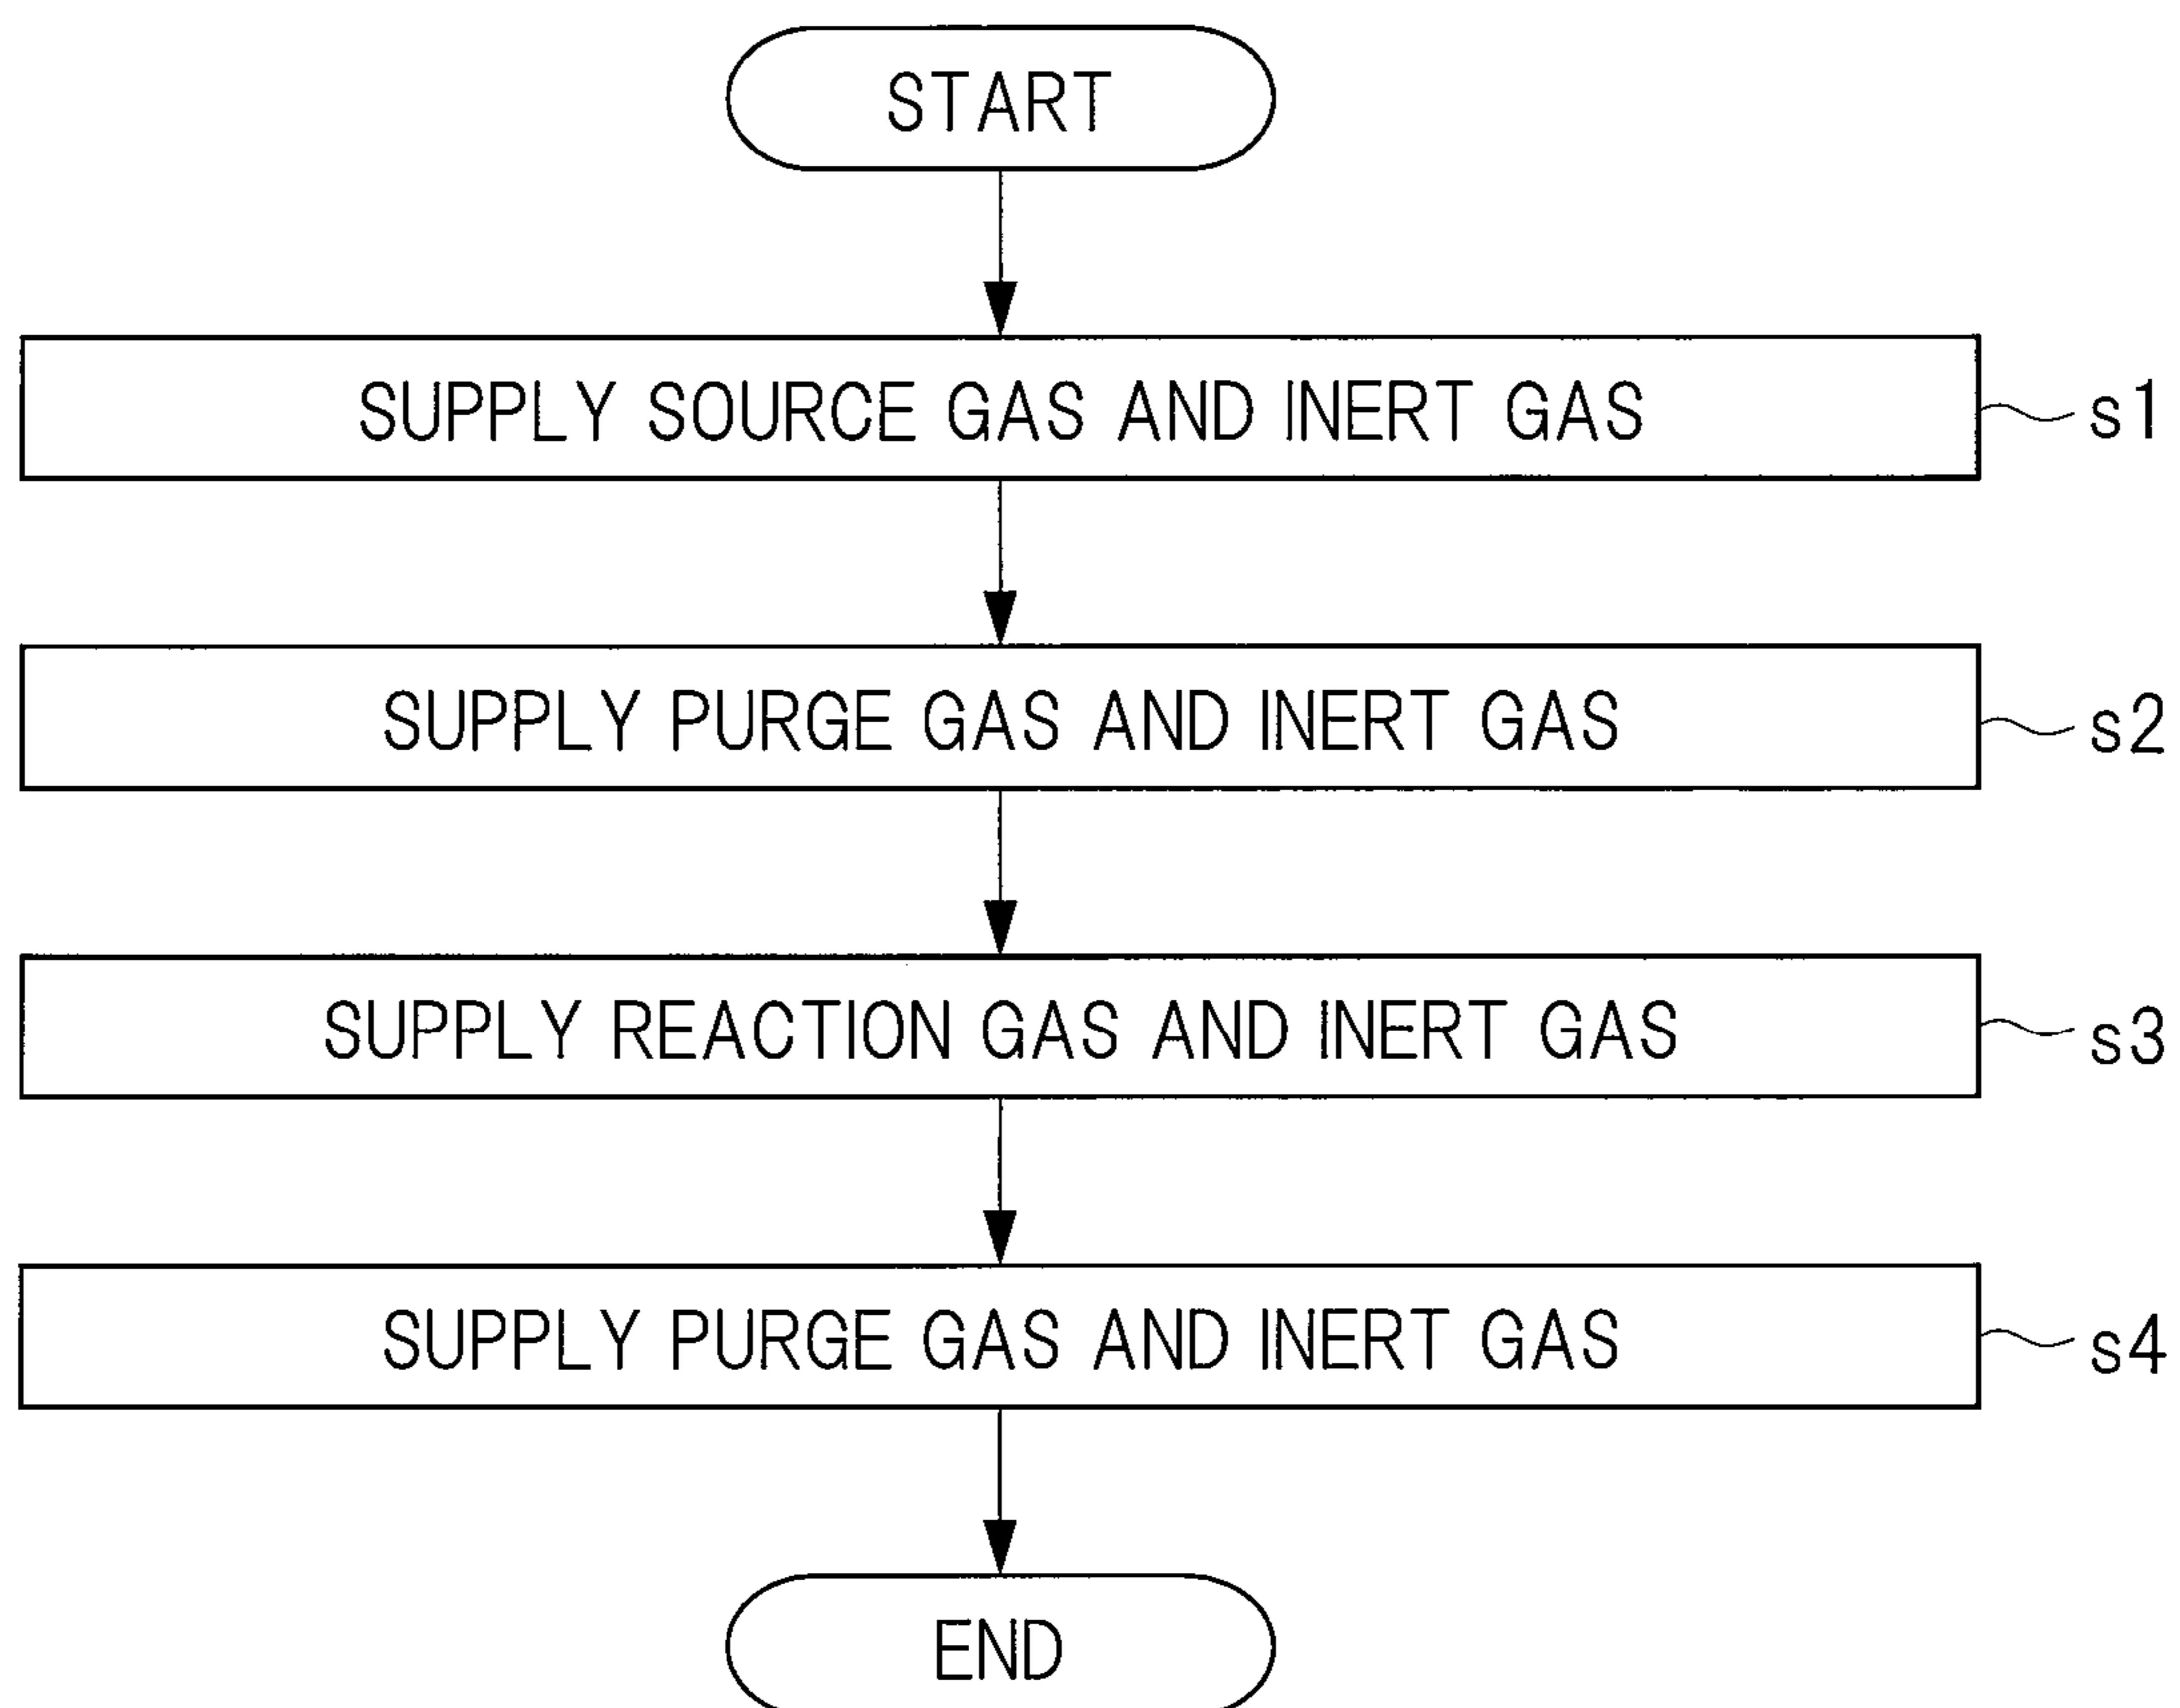 START
SUPPLY SOURCE GAS AND INERT GAS
s1
SUPPLY PURGE GAS AND INERT GAS
s2
SUPPLY REACTION GAS AND INERT GAS
s3
SUPPLY PURGE GAS AND INERT GAS
s4
END